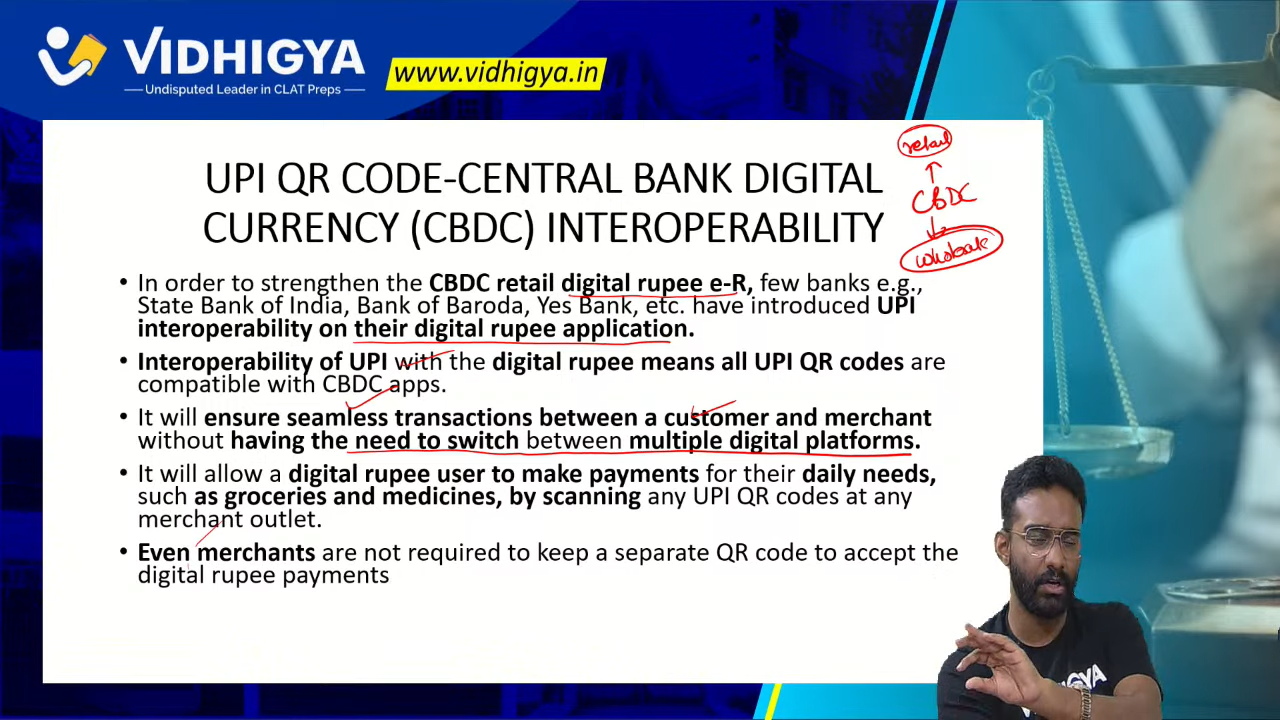 VIDHIGYA
Undisputed Leader in CLAT Preps
www.vidhigya.in
retail
CBDC
wholesale
UPI QR CODE-CENTRAL BANK DIGITAL
CURRENCY (CBDC) INTEROPERABILITY
• In order to strengthen the CBDC retail digital rupee e-R, few banks e.g.,
State Bank of India, Bank of Baroda, Yes Bank, etc. have introduced UPI
interoperability on their digital rupee application.
• Interoperability of UPI with the digital rupee means all UPI QR codes are
compatible with CBDC apps.
• It will ensure seamless transactions between a customer and merchant
without having the need to switch between multiple digital platforms.
• It will allow a digital rupee user to make payments for their daily needs,
such as groceries and medicines, by scanning any UPI QR codes at any
merchant outlet.
• Even merchants are not required to keep a separate QR code to accept the
digital rupee payments
VIDHIGYA